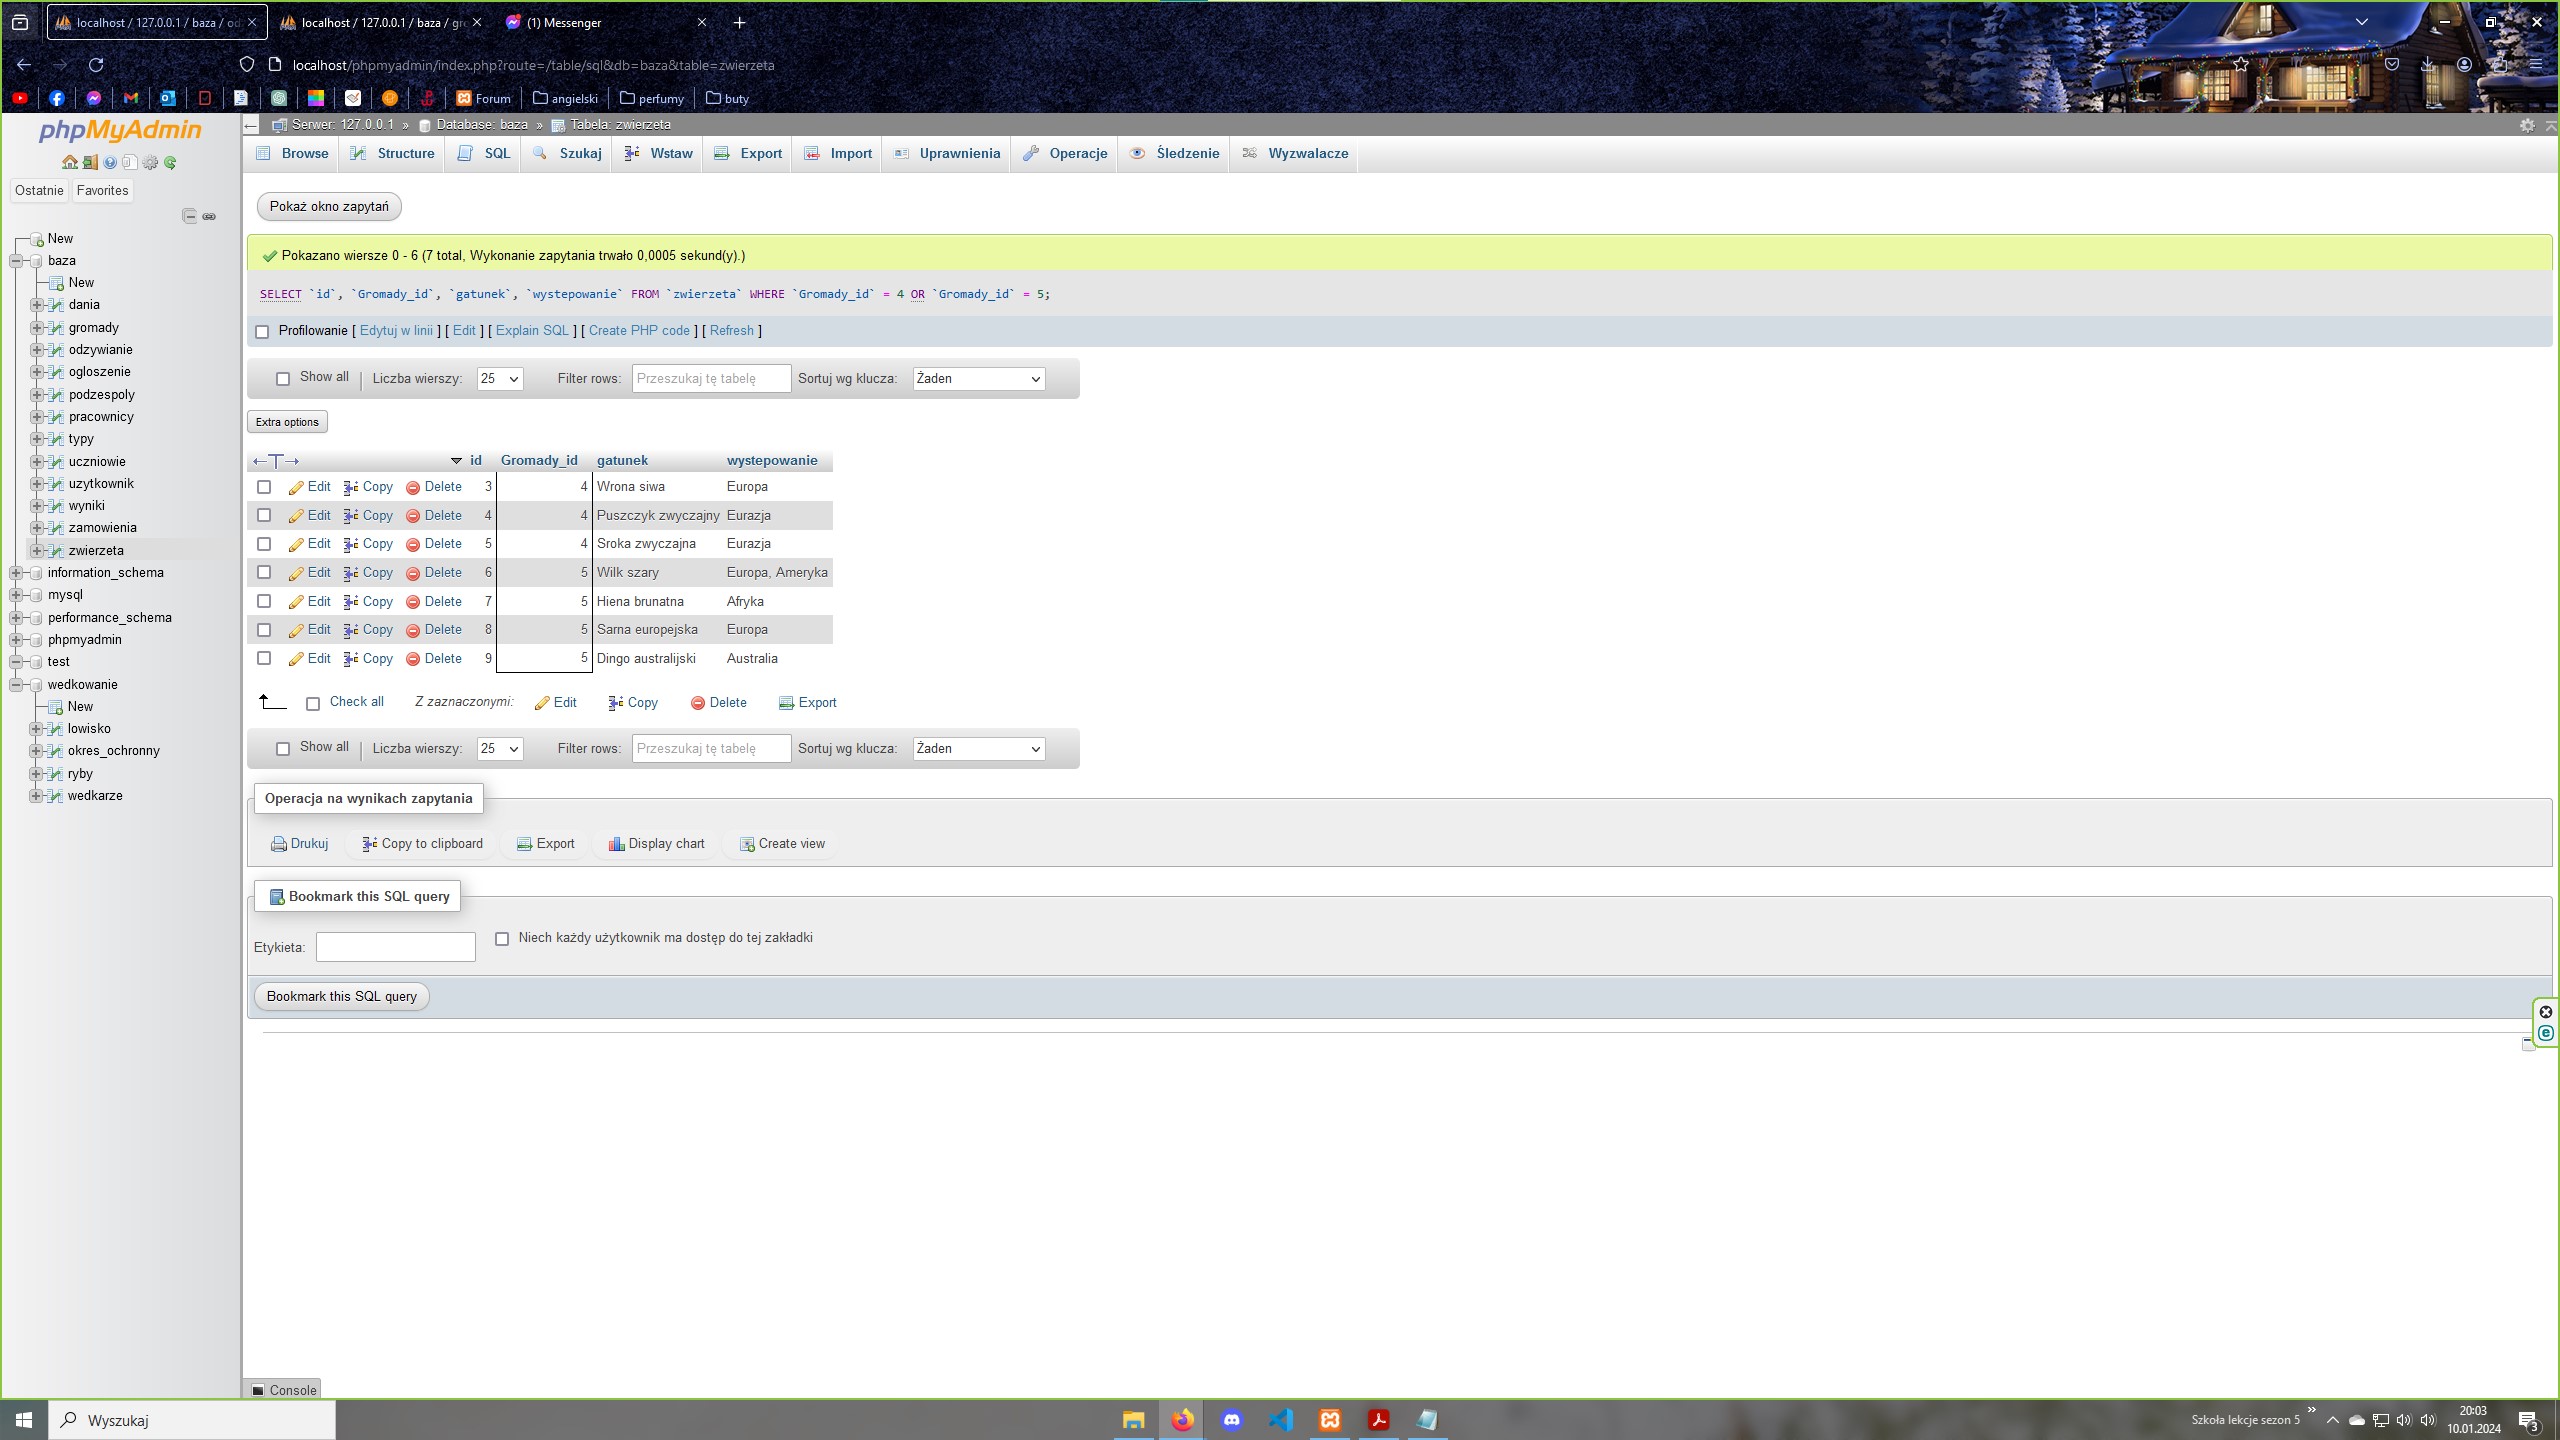 localhost / 127.0.0.1 / baza / od
localhost / 127.0.0.1 / baza / gr
(1) Messenger
localhost/phpmyadmin/index.php?route=/table/sql&db=baza&table=zwierzeta
Forum
angielski
perfumy
buty
phpMyAdmin
Ostatnie
Favorites
New
baza
New
dania
gromady
odzywianie
ogloszenie
podzespoly
pracownicy
typy
uczniowie
uzytkownik
wyniki
zamowienia
zwierzeta
information_schema
mysql
performance_schema
phpmyadmin
test
wedkowanie
New
lowisko
okres_ochronny
ryby
wedkarze
Serwer: 127.0.0.1 » Database: baza » Tabela: zwierzeta
Browse Structure SQL Szukaj Wstaw Export Import Uprawnienia Operacje Śledzenie Wyzwalacze
Pokaż okno zapytań
Pokazano wiersze 0 - 6 (7 total, Wykonanie zapytania trwało 0,0005 sekund(y).)
SELECT `id`, `Gromady_id`, `gatunek`, `wystepowanie` FROM `zwierzeta` WHERE `Gromady_id` = 4 OR `Gromady_id` = 5;
Profilowanie [ Edytuj w linii ] [ Edit ] [ Explain SQL ] [ Create PHP code ] [ Refresh ]
Show all Liczba wierszy: 25 Filter rows: Przeszukaj tę tabelę Sortuj wg klucza: Żaden
Extra options
←T→ id Gromady_id gatunek wystepowanie
Edit Copy Delete 3 4 Wrona siwa Europa
Edit Copy Delete 4 4 Puszczyk zwyczajny Eurazja
Edit Copy Delete 5 4 Sroka zwyczajna Eurazja
Edit Copy Delete 6 5 Wilk szary Europa, Ameryka
Edit Copy Delete 7 5 Hiena brunatna Afryka
Edit Copy Delete 8 5 Sarna europejska Europa
Edit Copy Delete 9 5 Dingo australijski Australia
Check all Z zaznaczonymi: Edit Copy Delete Export
Show all Liczba wierszy: 25 Filter rows: Przeszukaj tę tabelę Sortuj wg klucza: Żaden
Operacja na wynikach zapytania
Drukuj Copy to clipboard Export Display chart Create view
Bookmark this SQL query
Etykieta: Niech każdy użytkownik ma dostęp do tej zakładki
Bookmark this SQL query
Console
Wyszukaj
Szkoła lekcje sezon 5 »
20:03
10.01.2024
3